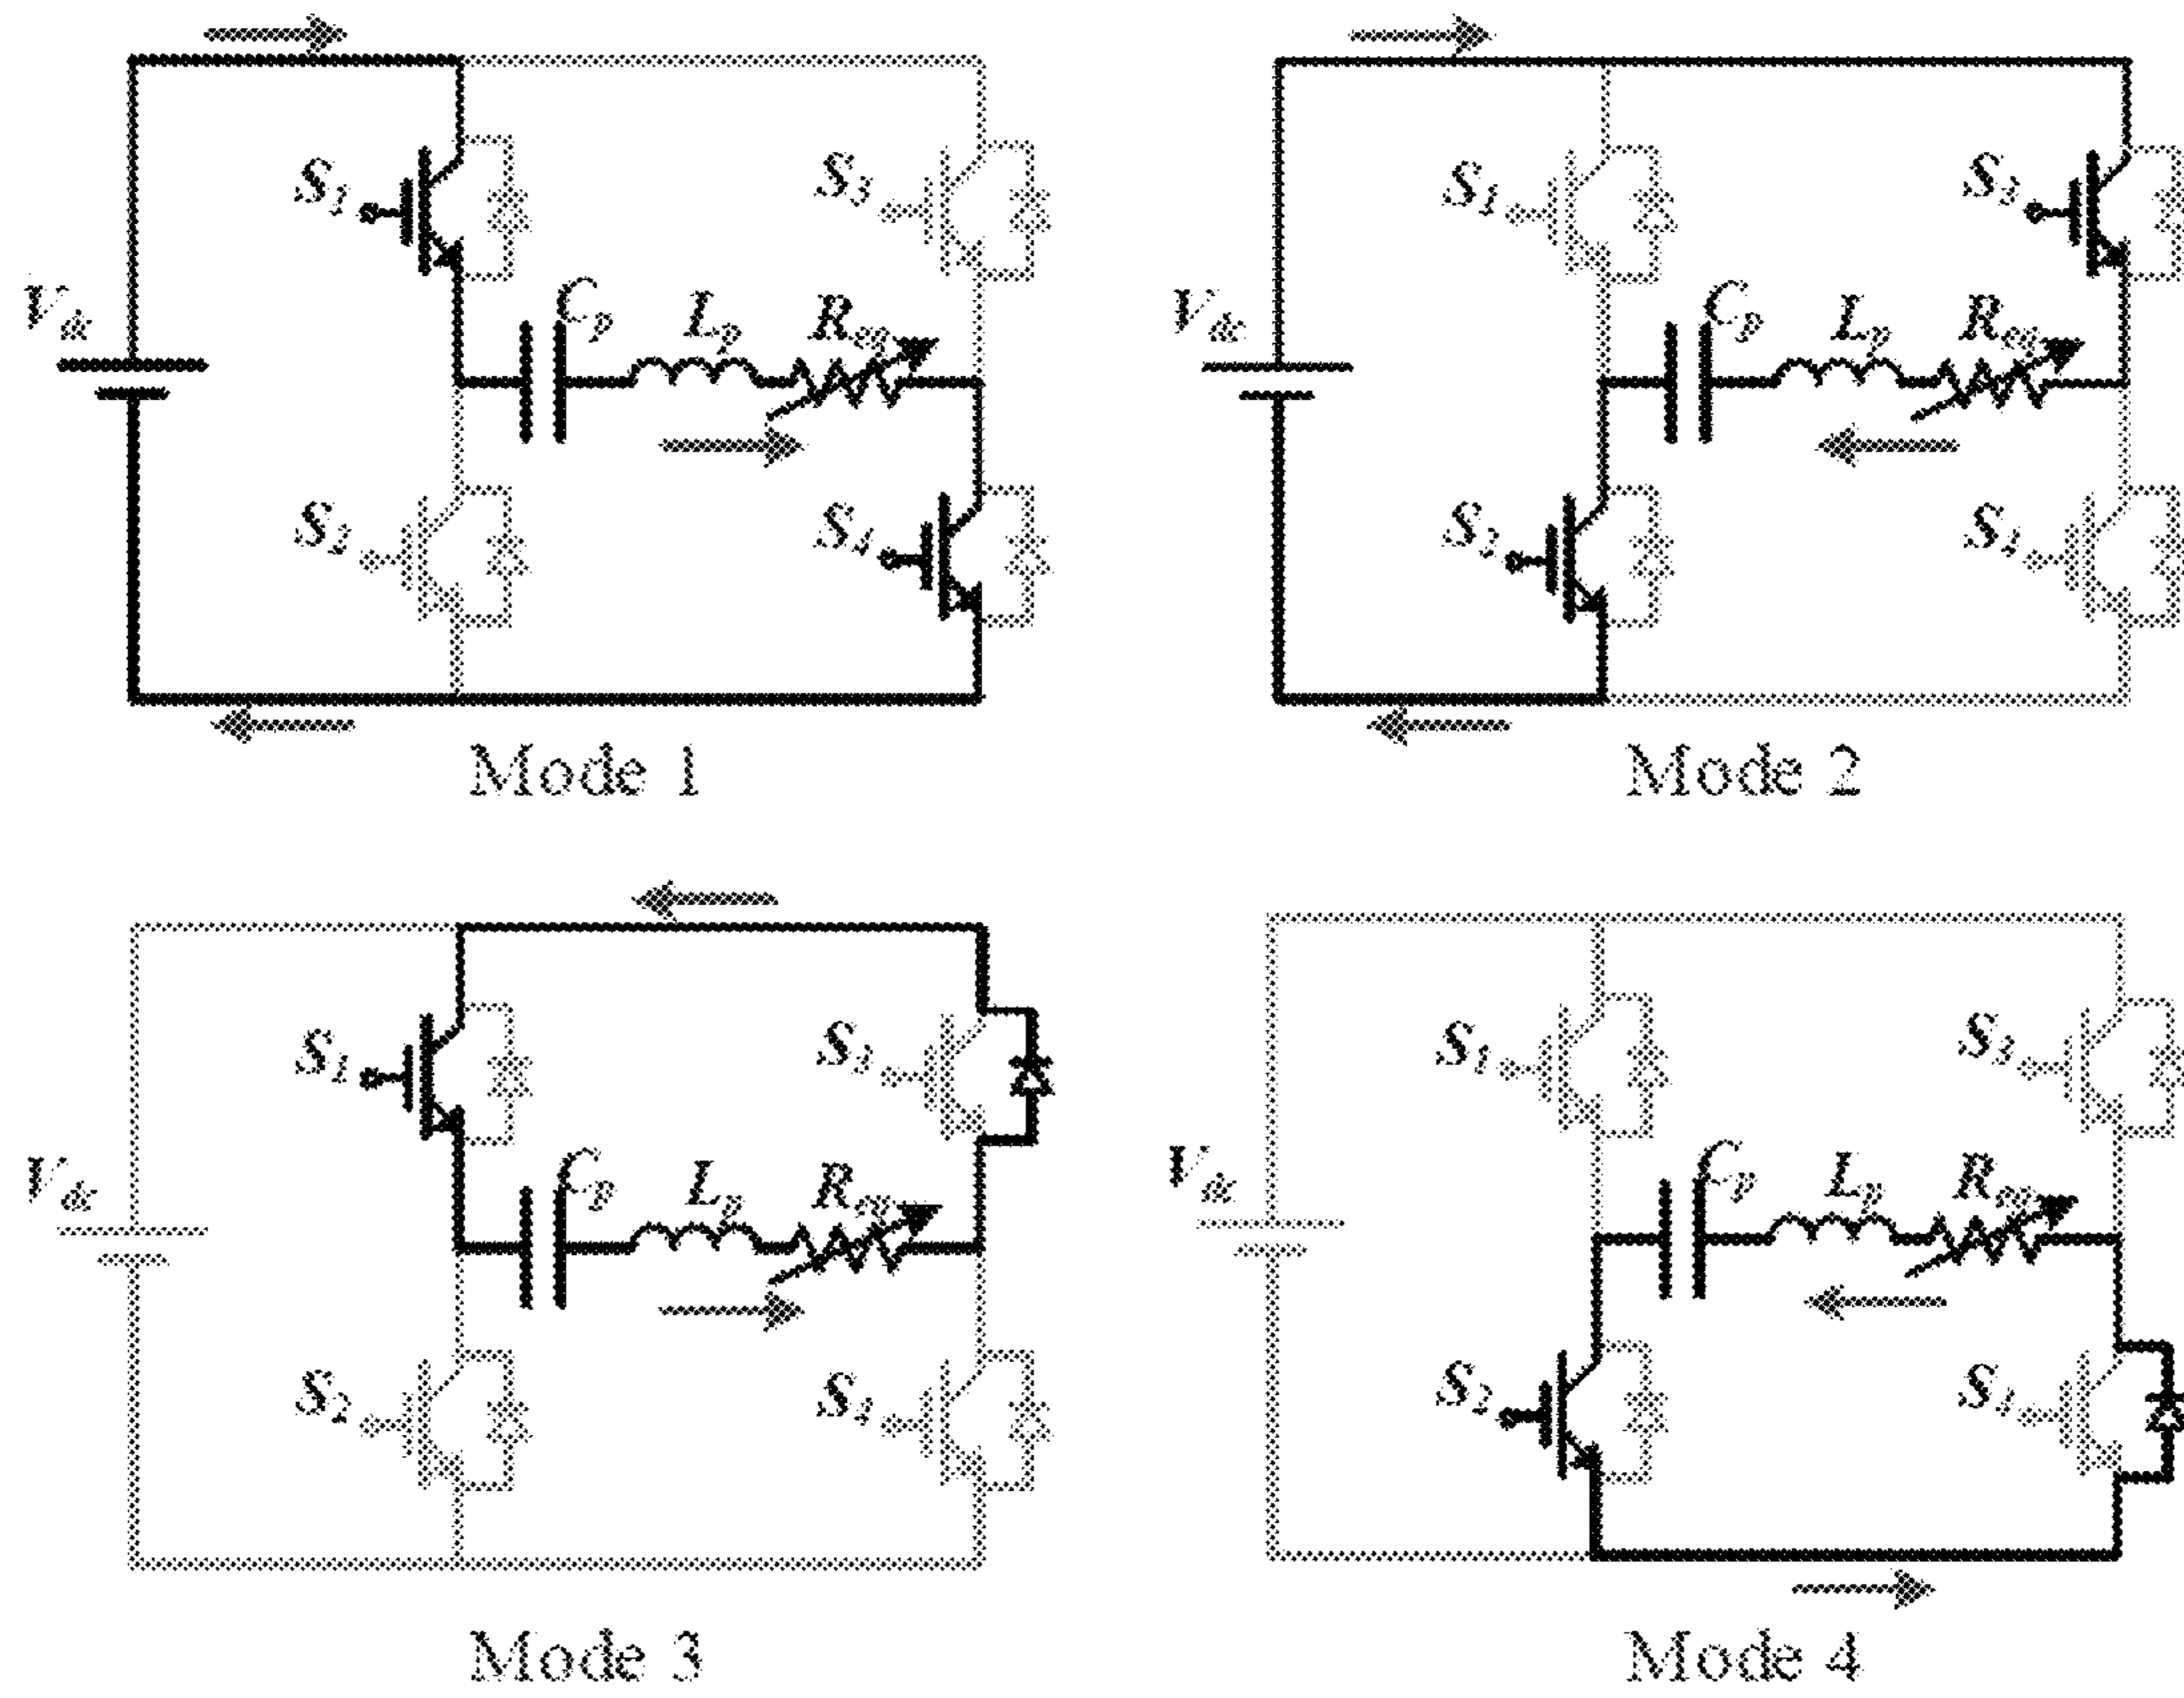 S1
S3
Vdc
Cp
Lp
Req
S2
S4
Mode 1
S1
S3
Vdc
Cp
Lp
Req
S2
S4
Mode 2
S1
S3
Vdc
Cp
Lp
Req
S2
S4
Mode 3
S1
S3
Vdc
Cp
Lp
Req
S2
S4
Mode 4